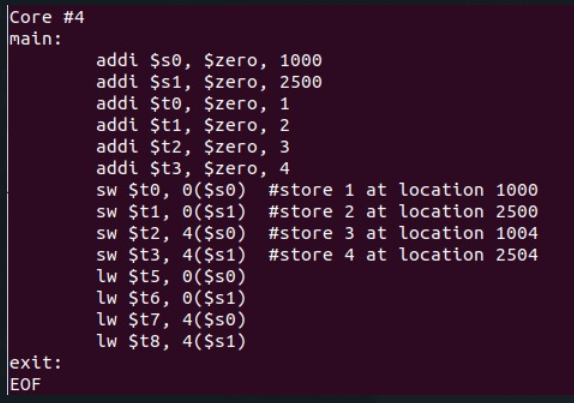 Core #4
main:
addi $s0, $zero, 1000
addi $s1, $zero, 2500
addi $t0, $zero, 1
addi $t1, $zero, 2
addi $t2, $zero, 3
addi $t3, $zero, 4
sw $t0, 0($s0)  #store 1 at location 1000
sw $t1, 0($s1)  #store 2 at location 2500
sw $t2, 4($s0)  #store 3 at location 1004
sw $t3, 4($s1)  #store 4 at location 2504
lw $t5, 0($s0)
lw $t6, 0($s1)
lw $t7, 4($s0)
lw $t8, 4($s1)
exit:
EOF